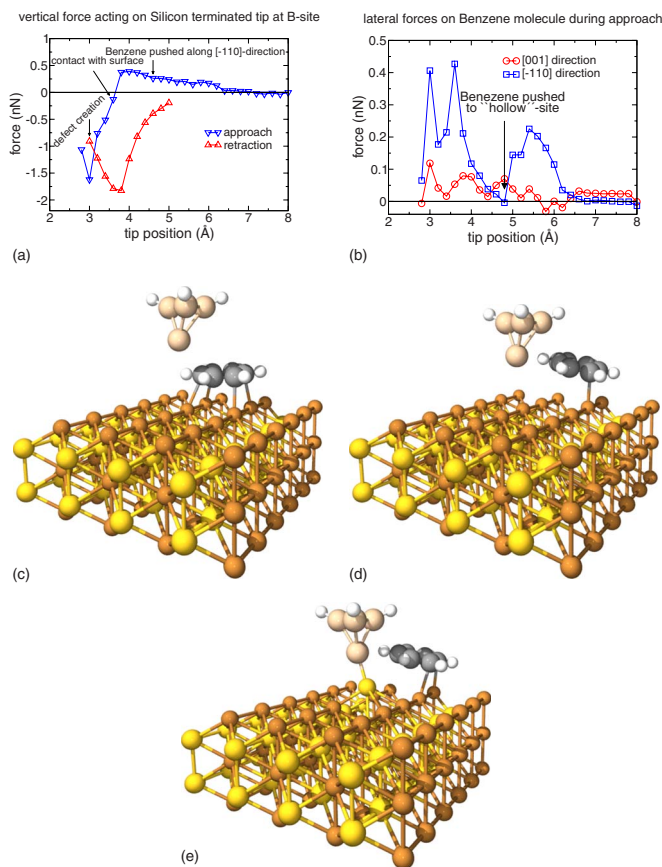 vertical force acting on Silicon terminated tip at B-site
force (nN)
1
0.5
0
-0.5
-1
-1.5
-2
contact with surface
Benzene pushed along [-110]-direction
defect creation
approach
retraction
2 3 4 5 6 7 8
tip position (Å)
(a)
lateral forces on Benzene molecule during approach
force (nN)
0.5
0.4
0.3
0.2
0.1
0
[001] direction
[-110] direction
Benezene pushed
to ``hollow´´-site
2 3 4 5 6 7 8
tip position (Å)
(b)
(c)
(d)
(e)